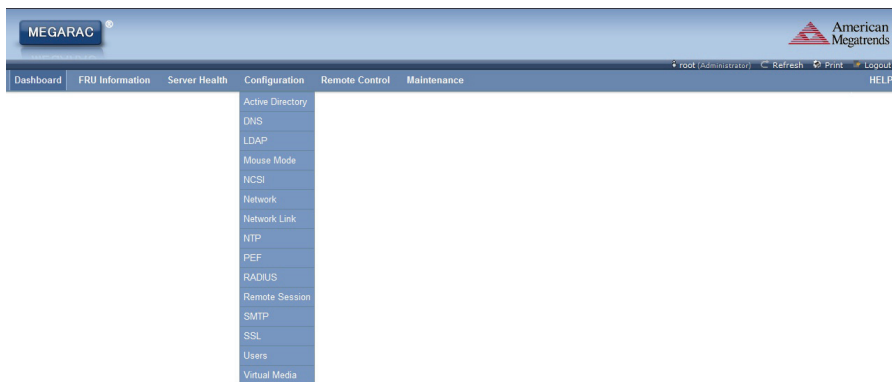 MEGARAC ®
American
Megatrends
root (Administrator) Refresh Print Logout
Dashboard FRU Information Server Health Configuration Remote Control Maintenance HELP
Active Directory
DNS
LDAP
Mouse Mode
NCSI
Network
Network Link
NTP
PEF
RADIUS
Remote Session
SMTP
SSL
Users
Virtual Media